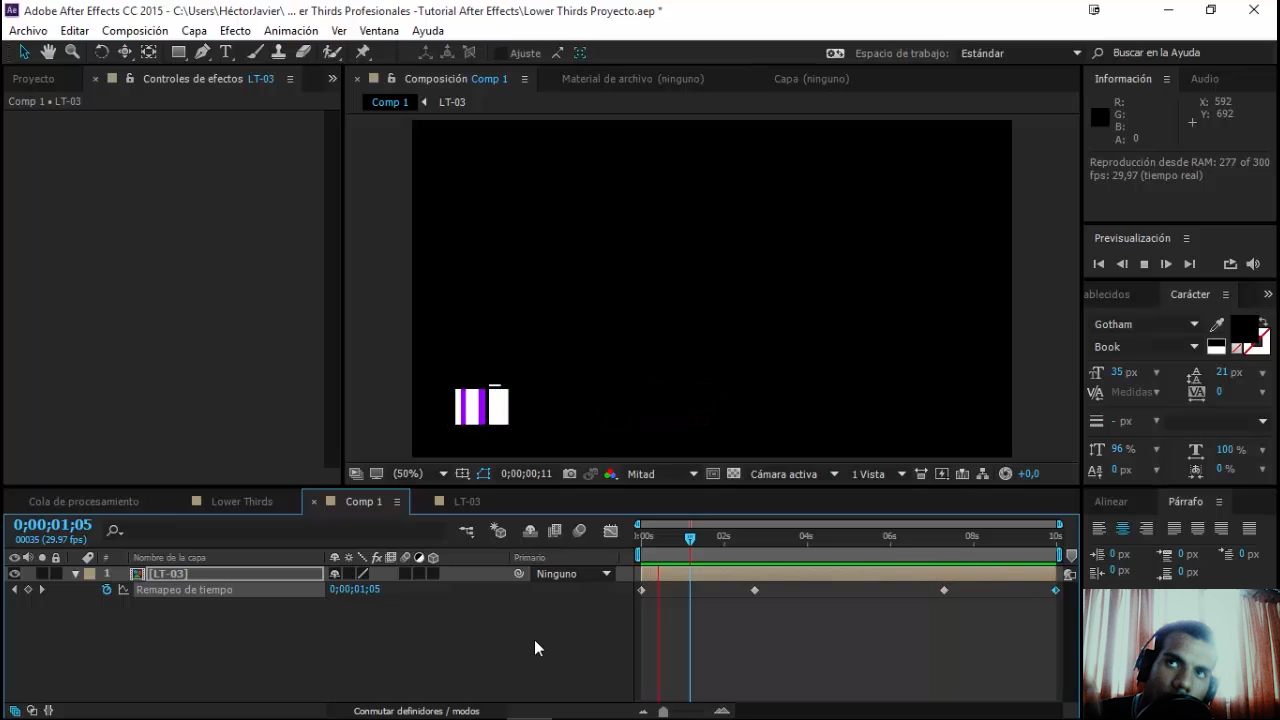 Adobe After Effects CC 2015 - C:\Users\HéctorJavier\ ... er Thirds Profesionales -Tutorial After Effects\Lower Thirds Proyecto.aep *
Archivo Editar Composición Capa Efecto Animación Ver Ventana Ayuda
Ajuste Espacio de trabajo: Estándar Buscar en la Ayuda
Proyecto Controles de efectos LT-03 Composición Comp 1 Material de archivo (ninguno) Capa (ninguno) Información Audio
Comp 1 • LT-03 Comp 1 LT-03
R: X: 592
G: Y: 692
B:
A: 0
Reproducción desde RAM: 277 of 300
fps: 29,97 (tiempo real)
Previsualización
ablecidos Carácter
Gotham
Book
35 px 21 px
Medidas 0
- px
96 % 100 %
0 px 0 %
(50%) 0;00;00;11 Mitad Cámara activa 1 Vista +0,0
Cola de procesamiento Lower Thirds Comp 1 LT-03 Alinear Párrafo
0;00;01;05
00035 (29.97 fps)
:00s 02s 04s 06s 08s 10s
# Nombre de la capa fx Primario
1 [LT-03] Ninguno
Remapeo de tiempo 0;00;01;05
0 px 0 px 0 px
0 px 0 px
Conmutar definidores / modos